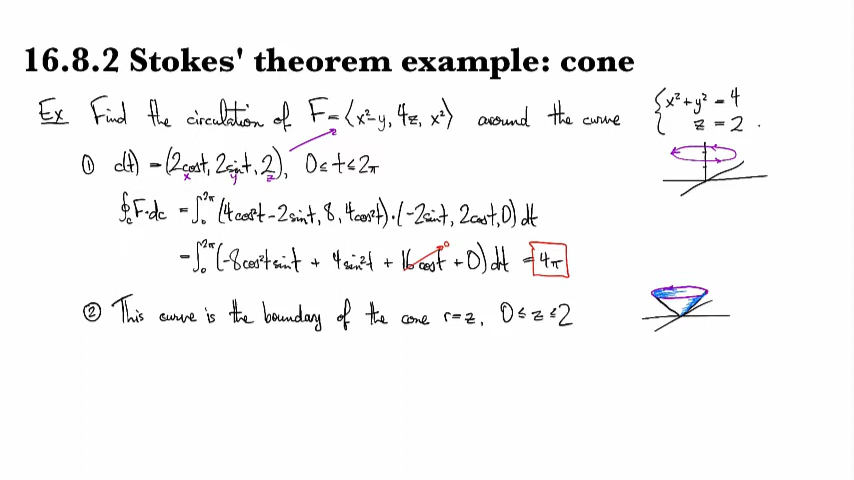 16.8.2 Stokes' theorem example: cone
Ex Find the circulation of F = ⟨x²-y, 4z, x²⟩ around the curve { x²+y² = 4
z = 2 .
① c(t) = (2cost, 2sint, 2), 0 ≤ t ≤ 2π
x y z
∮_C F·dc = ∫₀^{2π} (4cos²t - 2sint, 8, 4cos²t)·(-2sint, 2cost, 0) dt
= ∫₀^{2π} (-8cos²t sint + 4sin²t + 16cost + 0) dt = 4π
0
② This curve is the boundary of the cone r=z, 0 ≤ z ≤ 2